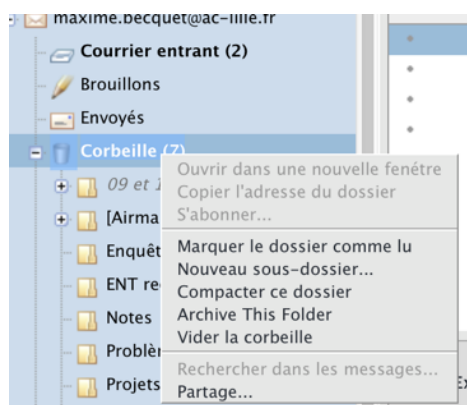 maxime.becquet@ac-lille.fr
Courrier entrant (2)
Brouillons
Envoyés
Corbeille (7)
09 et
[Airma
Enquêt
ENT re
Notes
Problèr
Projets
Ouvrir dans une nouvelle fenétre
Copier l'adresse du dossier
S'abonner...
Marquer le dossier comme lu
Nouveau sous-dossier...
Compacter ce dossier
Archive This Folder
Vider la corbeille
Rechercher dans les messages...
Partage...